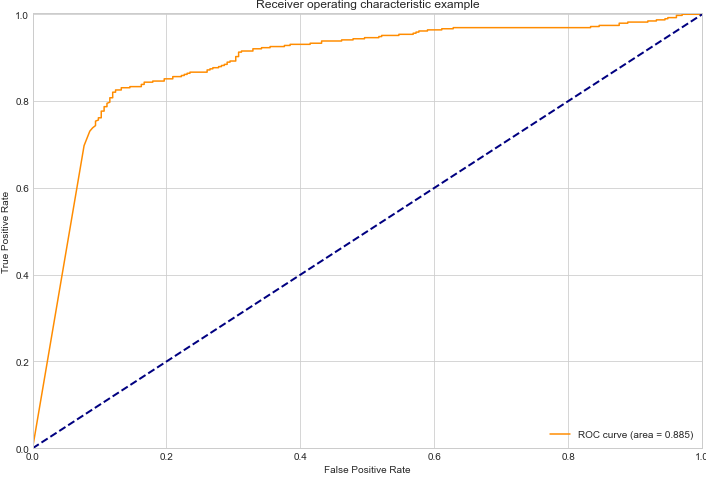 Receiver operating characteristic example
1.0
0.8
0.6
0.4
0.2
0.0
True Positive Rate
ROC curve (area = 0.885)
0.0 0.2 0.4 0.6 0.8 1.0
False Positive Rate